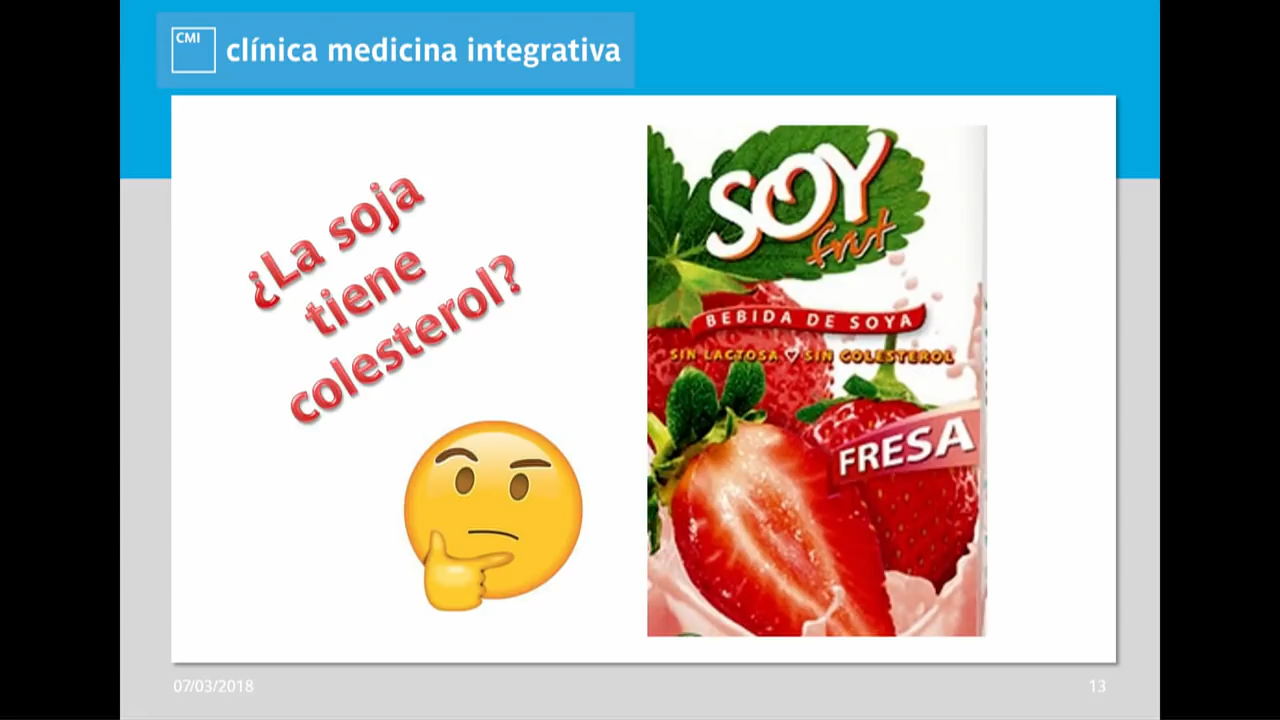 CMI
clínica medicina integrativa
¿La soja
tiene
colesterol?
SOY
frut
BEBIDA DE SOYA
SIN LACTOSA ♡ SIN COLESTEROL
FRESA
07/03/2018
13